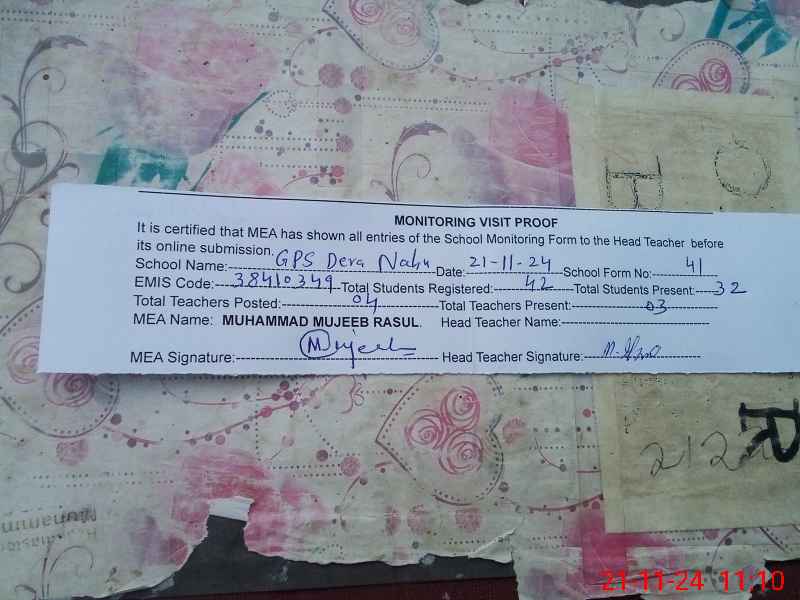 MONITORING VISIT PROOF
It is certified that MEA has shown all entries of the School Monitoring Form to the Head Teacher before
its online submission.
School Name: GPS Dera Nahu Date: 21-11-24 School Form No: 41
EMIS Code: 38410349 Total Students Registered: 42 Total Students Present: 32
Total Teachers Posted: 04 Total Teachers Present: 03
MEA Name: MUHAMMAD MUJEEB RASUL. Head Teacher Name:
MEA Signature: Mujeeb Head Teacher Signature:
R
2122
21-11-24 11:10